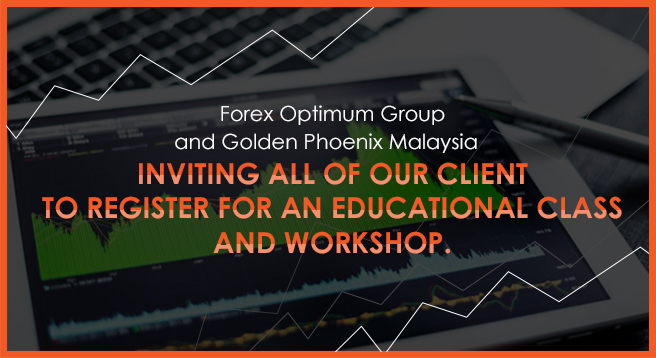 Forex Optimum Group
and Golden Phoenix Malaysia
INVITING ALL OF OUR CLIENT
TO REGISTER FOR AN EDUCATIONAL CLASS
AND WORKSHOP.